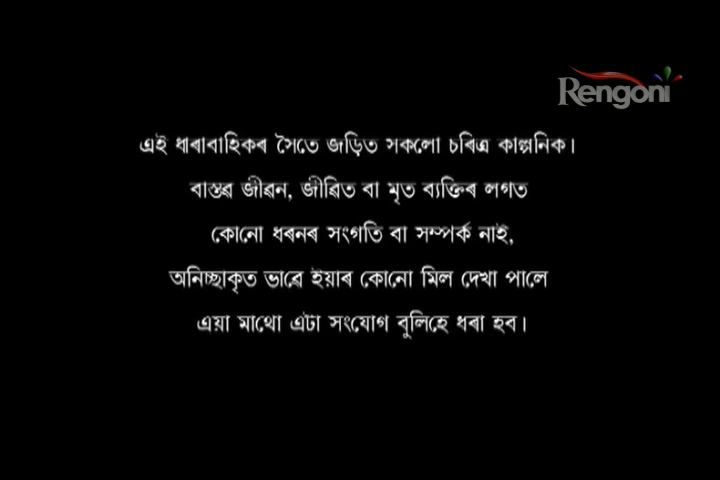 Rengoni
এই ধাৰাবাহিকৰ সৈতে জড়িত সকলো চৰিত্ৰ কাল্পনিক।
বাস্তৱ জীৱন, জীৱিত বা মৃত ব্যক্তিৰ লগত
কোনো ধৰনৰ সংগতি বা সম্পৰ্ক নাই,
অনিচ্ছাকৃত ভাৱে ইয়াৰ কোনো মিল দেখা পালে
এয়া মাথো এটা সংযোগ বুলিহে ধৰা হব।